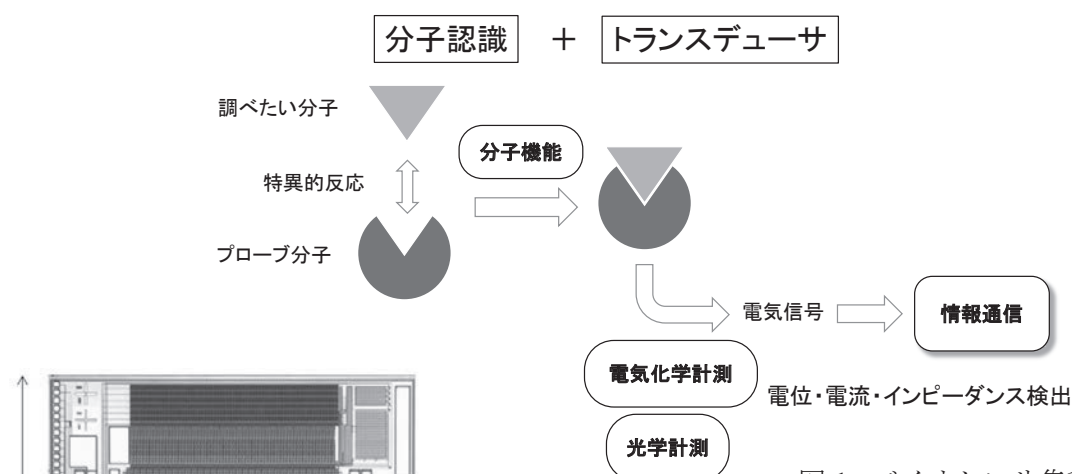 分子認識 + トランスデューサ
調べたい分子
分子機能
特異的反応
プローブ分子
電気信号
情報通信
電気化学計測
電位・電流・インピーダンス検出
光学計測